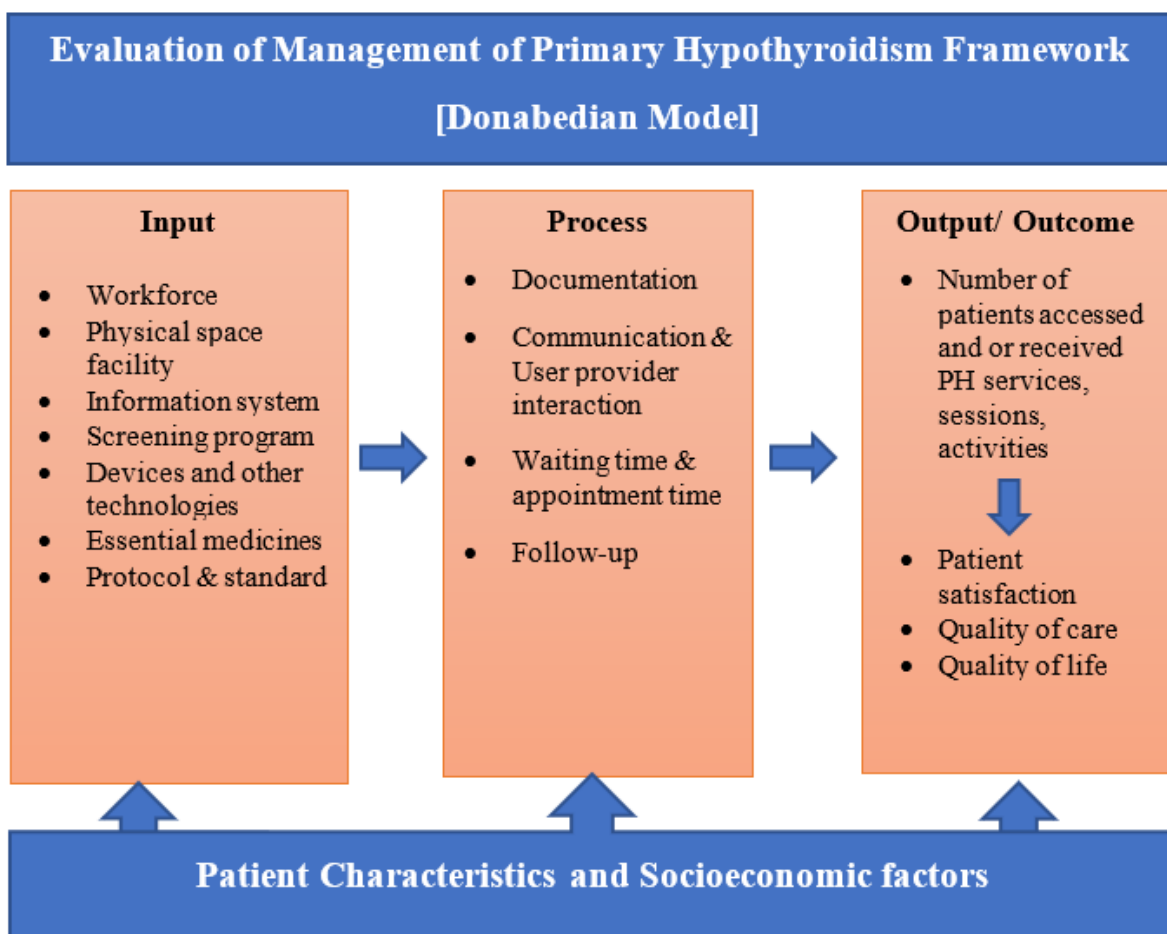 Evaluation of Management of Primary Hypothyroidism Framework
[Donabedian Model]
Input
• Workforce
• Physical space
facility
• Information system
• Screening program
• Devices and other
technologies
• Essential medicines
• Protocol & standard
Process
• Documentation
• Communication &
User provider
interaction
• Waiting time &
appointment time
• Follow-up
Output/ Outcome
• Number of
patients accessed
and or received
PH services,
sessions,
activities
• Patient
satisfaction
• Quality of care
• Quality of life
Patient Characteristics and Socioeconomic factors